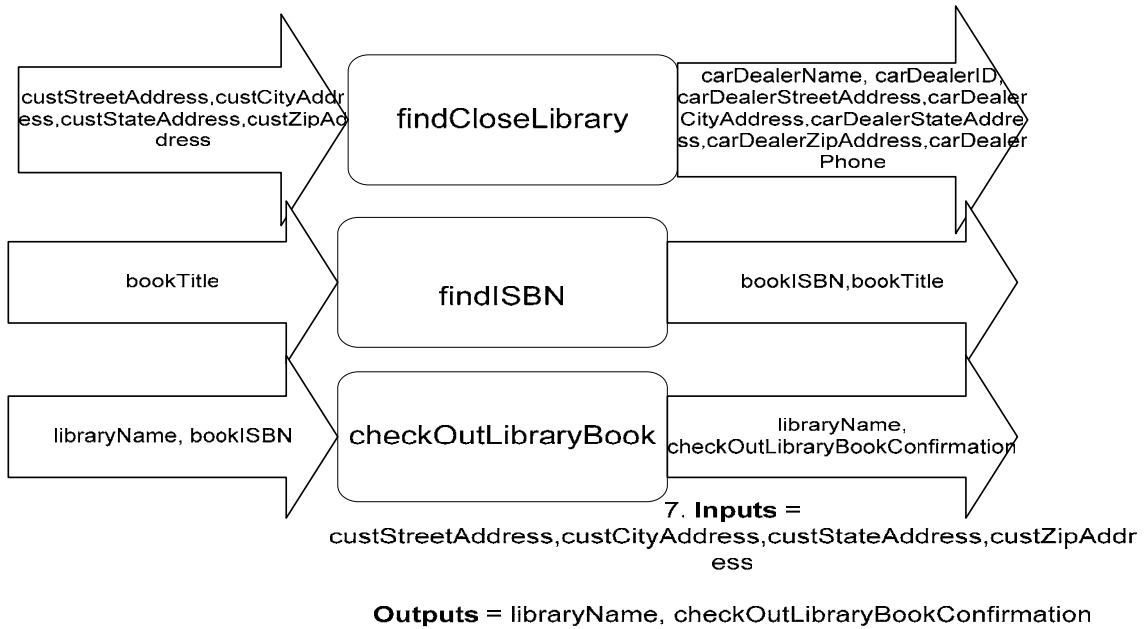 custStreetAddress,custCityAddr
ess,custStateAddress,custZipAd
dress
findCloseLibrary
carDealerName, carDealerID,
carDealerStreetAddress,carDealer
CityAddress,carDealerStateAddre
ss,carDealerZipAddress,carDealer
Phone
bookTitle
findISBN
bookISBN,bookTitle
libraryName, bookISBN
checkOutLibraryBook
libraryName,
checkOutLibraryBookConfirmation
7. Inputs =
custStreetAddress,custCityAddress,custStateAddress,custZipAddr
ess
Outputs = libraryName, checkOutLibraryBookConfirmation